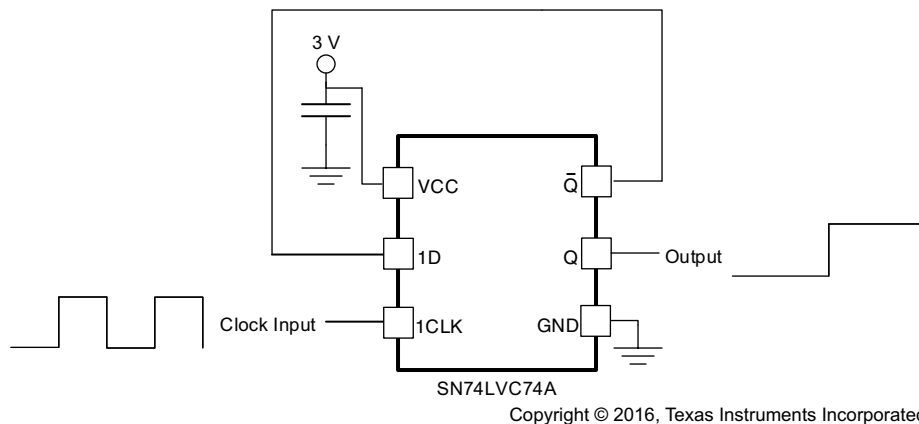 3 V
VCC
Q̄
1D
Q
Output
Clock Input
1CLK
GND
SN74LVC74A
Copyright © 2016, Texas Instruments Incorporated